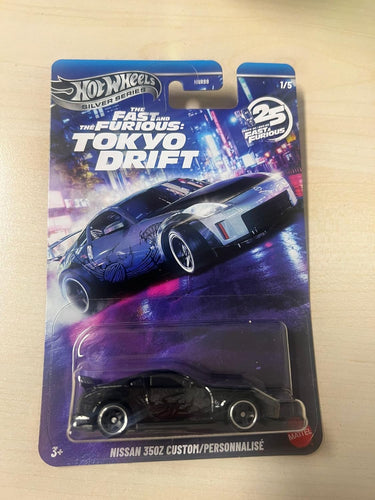 HOT WHEELS
SILVER SERIES
HNR88
1/5
THE
FAST AND
THE FURIOUS:
TOKYO
DRIFT
25
FAST & FURIOUS
3+
NISSAN 350Z CUSTOM/PERSONNALISÉ
MATTEL